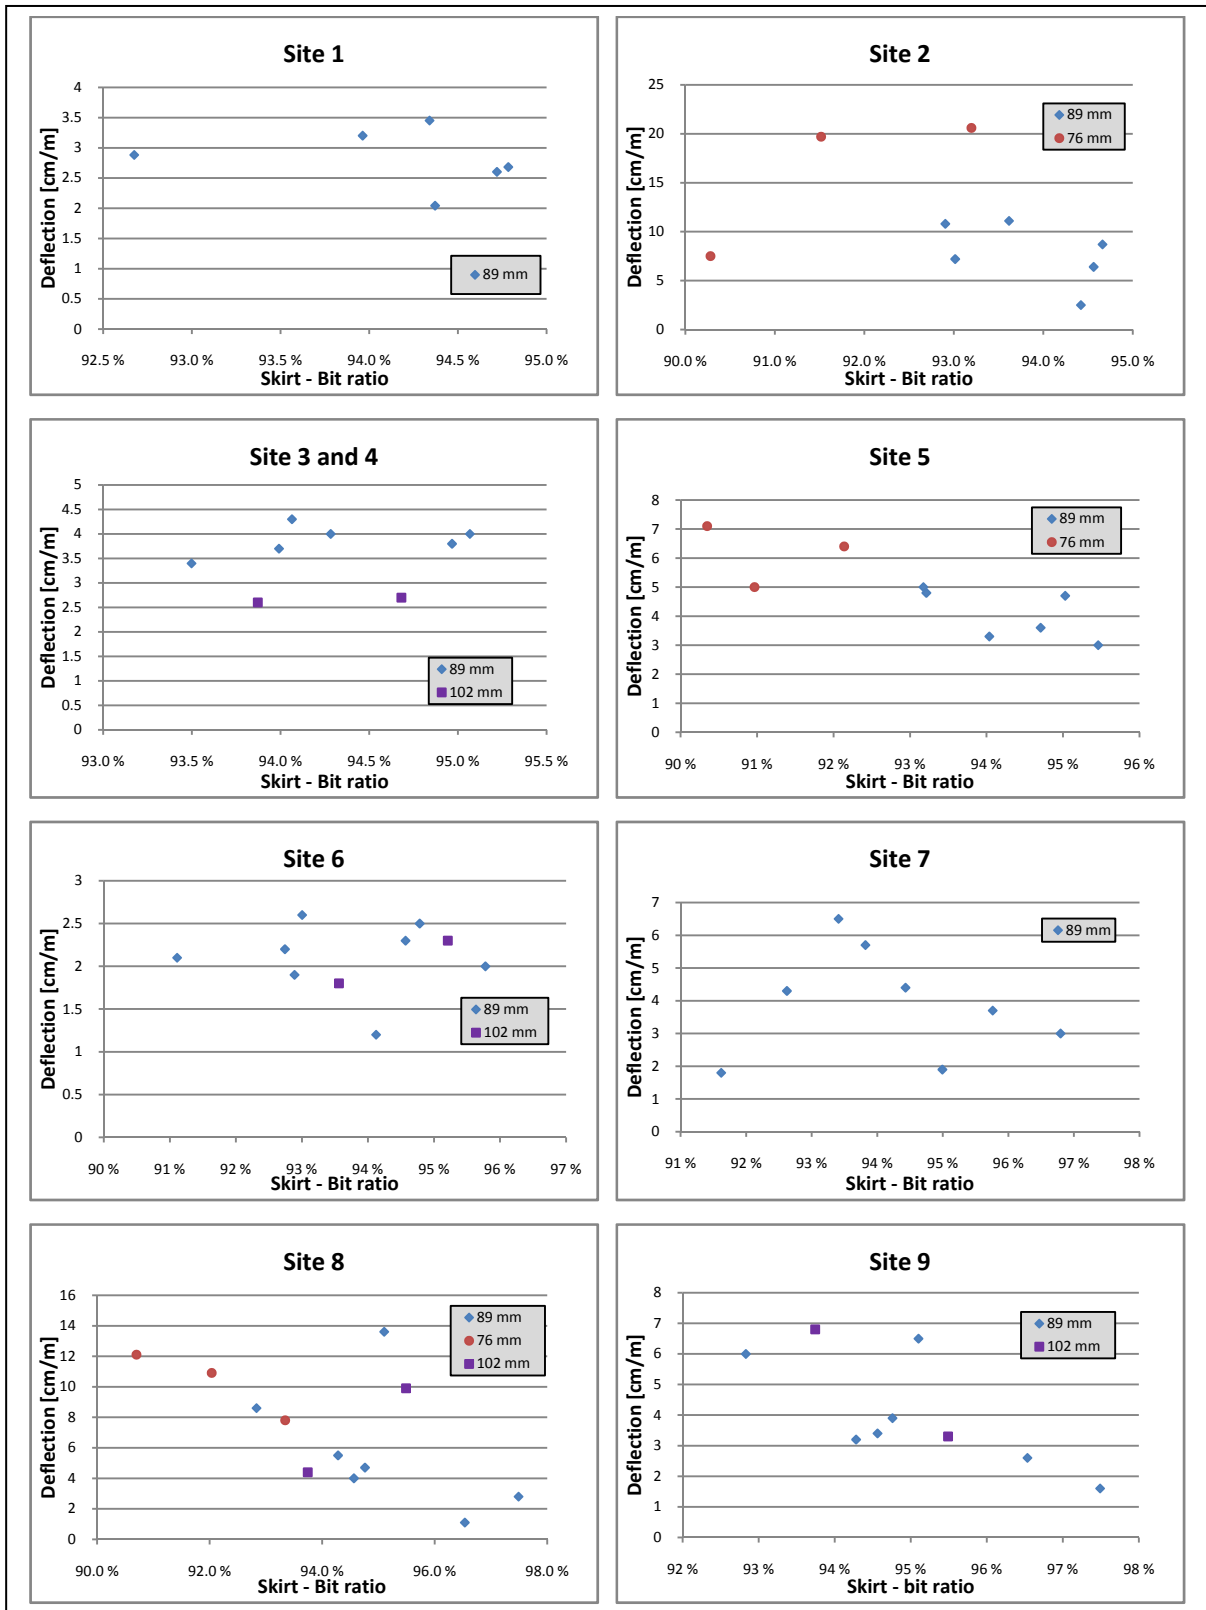 Site 1
4
3.5
3
2.5
2
1.5
1
0.5
0
Deflection [cm/m]
89 mm
92.5 % 93.0 % 93.5 % 94.0 % 94.5 % 95.0 %
Skirt - Bit ratio
Site 2
25
20
15
10
5
0
Deflection [cm/m]
89 mm
76 mm
90.0 % 91.0 % 92.0 % 93.0 % 94.0 % 95.0 %
Skirt - Bit ratio
Site 3 and 4
5
4.5
4
3.5
3
2.5
2
1.5
1
0.5
0
Deflection [cm/m]
89 mm
102 mm
93.0 % 93.5 % 94.0 % 94.5 % 95.0 % 95.5 %
Skirt - Bit ratio
Site 5
8
7
6
5
4
3
2
1
0
Deflection [cm/m]
89 mm
76 mm
90 % 91 % 92 % 93 % 94 % 95 % 96 %
Skirt - Bit ratio
Site 6
3
2.5
2
1.5
1
0.5
0
Deflection [cm/m]
89 mm
102 mm
90 % 91 % 92 % 93 % 94 % 95 % 96 % 97 %
Skirt - Bit ratio
Site 7
7
6
5
4
3
2
1
0
Deflection [cm/m]
89 mm
91 % 92 % 93 % 94 % 95 % 96 % 97 % 98 %
Skirt - Bit ratio
Site 8
16
14
12
10
8
6
4
2
0
Deflection [cm/m]
89 mm
76 mm
102 mm
90.0 % 92.0 % 94.0 % 96.0 % 98.0 %
Skirt - Bit ratio
Site 9
8
7
6
5
4
3
2
1
0
Deflection [cm/m]
89 mm
102 mm
92 % 93 % 94 % 95 % 96 % 97 % 98 %
Skirt - bit ratio